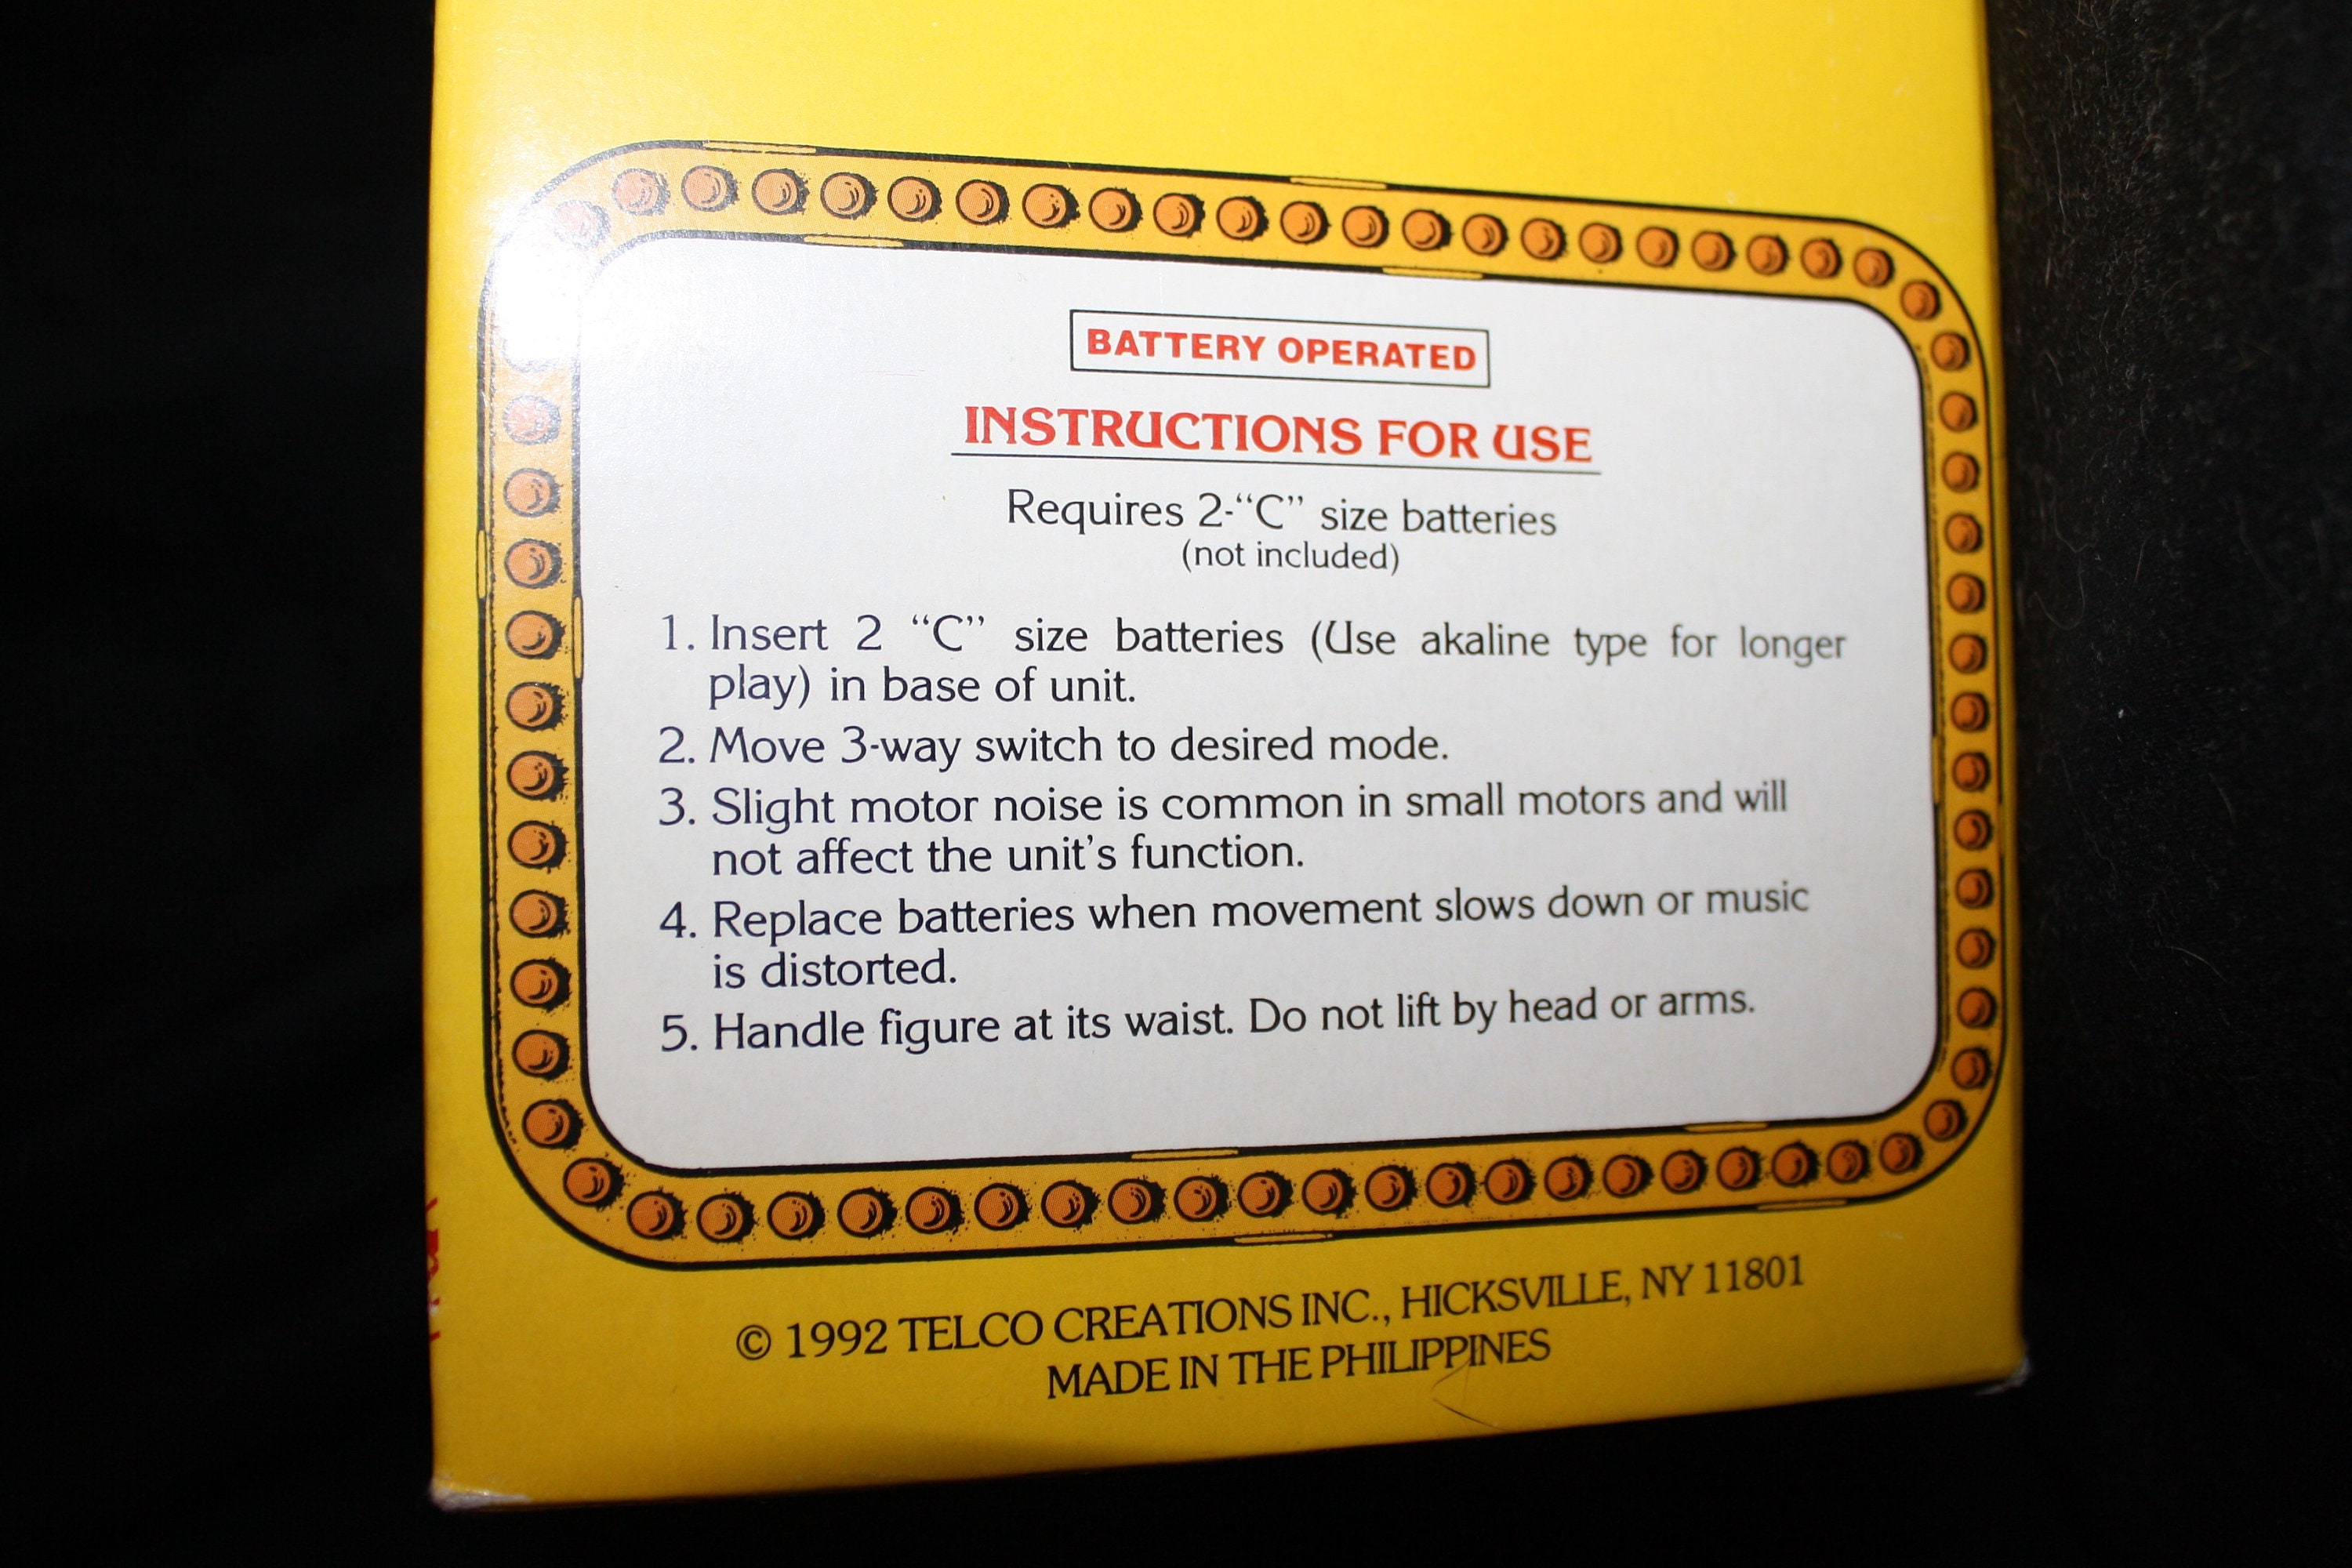 BATTERY OPERATED
INSTRUCTIONS FOR USE
Requires 2-“C” size batteries
(not included)
1. Insert 2 “C” size batteries (Use akaline type for longer
play) in base of unit.
2. Move 3-way switch to desired mode.
3. Slight motor noise is common in small motors and will
not affect the unit's function.
4. Replace batteries when movement slows down or music
is distorted.
5. Handle figure at its waist. Do not lift by head or arms.
© 1992 TELCO CREATIONS INC., HICKSVILLE, NY 11801
MADE IN THE PHILIPPINES